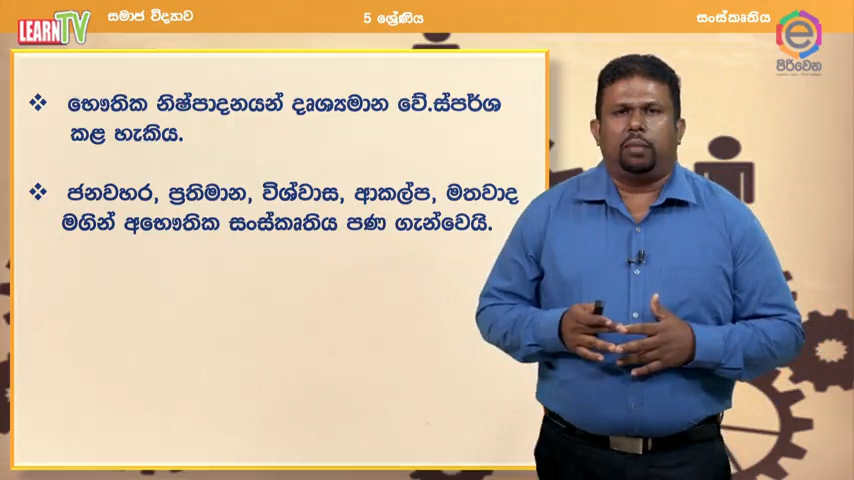 LEARN TV
සමාජ විද්‍යාව
5 ශ්‍රේණිය
සංස්කෘතිය
e
පිරිවෙන
❖ භෞතික නිෂ්පාදනයන් දෘශ්‍යමාන වේ.ස්පර්ශ
කළ හැකිය.
❖ ජනවහර, ප්‍රතිමාන, විශ්වාස, ආකල්ප, මතවාද
මගින් අභෞතික සංස්කෘතිය පණ ගැන්වෙයි.